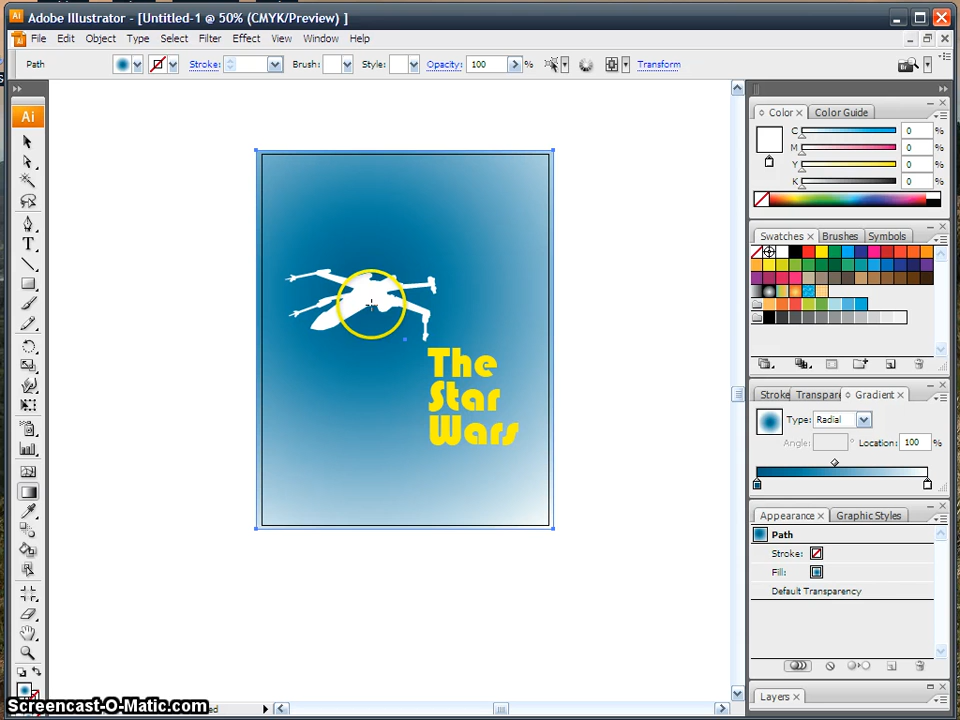 Adobe Illustrator - [Untitled-1 @ 50% (CMYK/Preview) ]
File Edit Object Type Select Filter Effect View Window Help
Path Stroke: Brush: Style: Opacity: 100 % Transform
Ai
Color Color Guide
C 0 %
M 0 %
Y 0 %
K 0 %
Swatches Brushes Symbols
The
Star
Wars
Stroke Transpar Gradient
Type: Radial
Angle: ° Location: 100 %
Appearance Graphic Styles
Path
Stroke:
Fill:
Default Transparency
Layers
Screencast-O-Matic.com